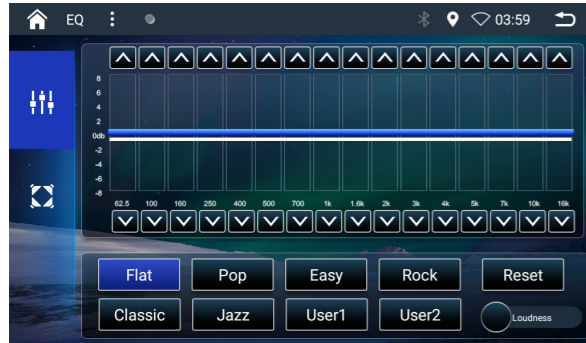 EQ
03:59
8
6
4
2
0db
-2
-4
-6
-8
62.5 100 160 250 400 500 700 1k 1.6k 2k 3k 4k 5k 7k 10k 16k
Flat Pop Easy Rock Reset
Classic Jazz User1 User2 Loudness